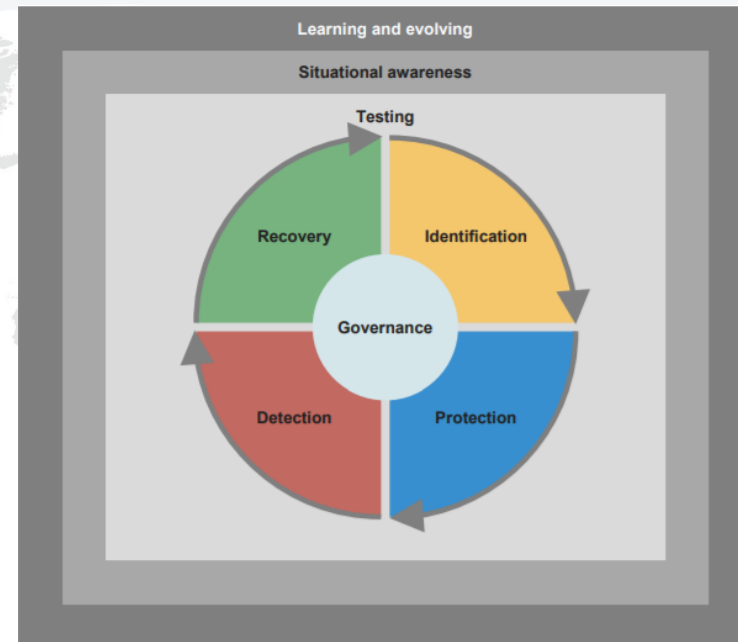 Learning and evolving
Situational awareness
Testing
Recovery
Identification
Governance
Detection
Protection